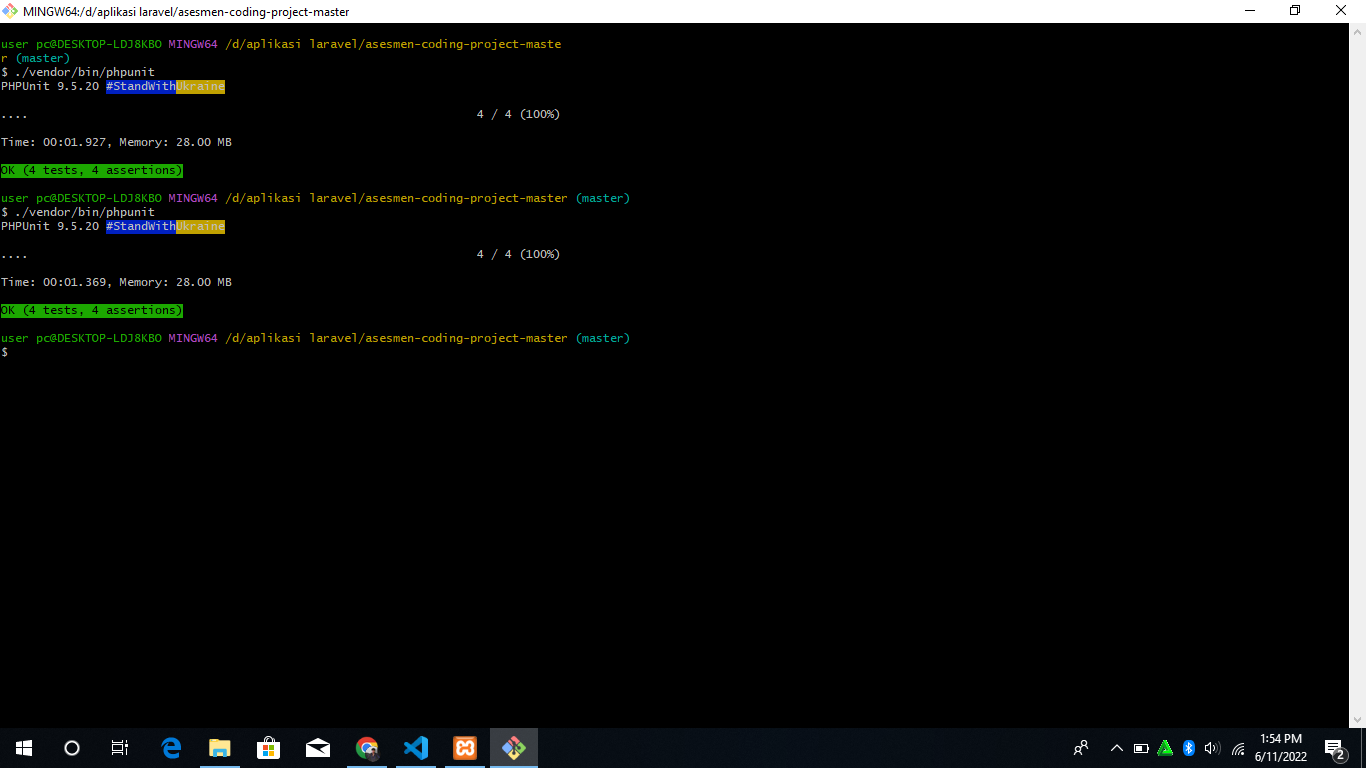 MINGW64:/d/aplikasi laravel/asesmen-coding-project-master
user pc@DESKTOP-LDJ8KBO MINGW64 /d/aplikasi laravel/asesmen-coding-project-maste
r (master)
$ ./vendor/bin/phpunit
PHPUnit 9.5.20 #StandWithUkraine
.... 4 / 4 (100%)
Time: 00:01.927, Memory: 28.00 MB
OK (4 tests, 4 assertions)
user pc@DESKTOP-LDJ8KBO MINGW64 /d/aplikasi laravel/asesmen-coding-project-master (master)
$ ./vendor/bin/phpunit
PHPUnit 9.5.20 #StandWithUkraine
.... 4 / 4 (100%)
Time: 00:01.369, Memory: 28.00 MB
OK (4 tests, 4 assertions)
user pc@DESKTOP-LDJ8KBO MINGW64 /d/aplikasi laravel/asesmen-coding-project-master (master)
$
1:54 PM
6/11/2022
2